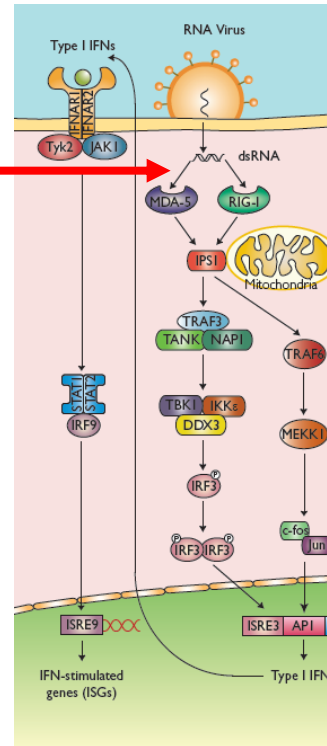 Type I IFNs
RNA Virus
IFNAR1
IFNAR2
Tyk2
JAK1
dsRNA
MDA-5
RIG-I
IPS1
Mitochondria
TRAF3
TANK
NAP1
TRAF6
STAT1
STAT2
IRF9
TBK1
IKKε
DDX3
MEKK1
P
IRF3
c-fos
Jun
P
P
IRF3
IRF3
ISRE9
ISRE3
AP1
IFN-stimulated
genes (ISGs)
Type I IFN